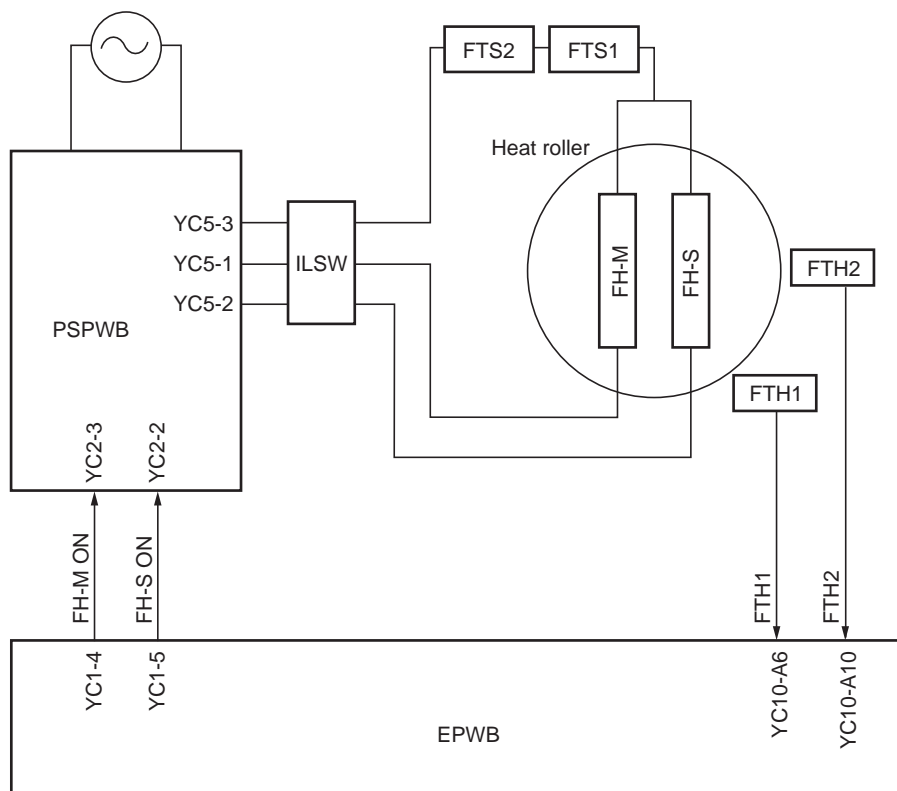 FTS2
FTS1
Heat roller
YC5-3
YC5-1
YC5-2
ILSW
FH-M
FH-S
FTH2
PSPWB
FTH1
YC2-3
YC2-2
FH-M ON
FH-S ON
FTH1
FTH2
YC1-4
YC1-5
YC10-A6
YC10-A10
EPWB